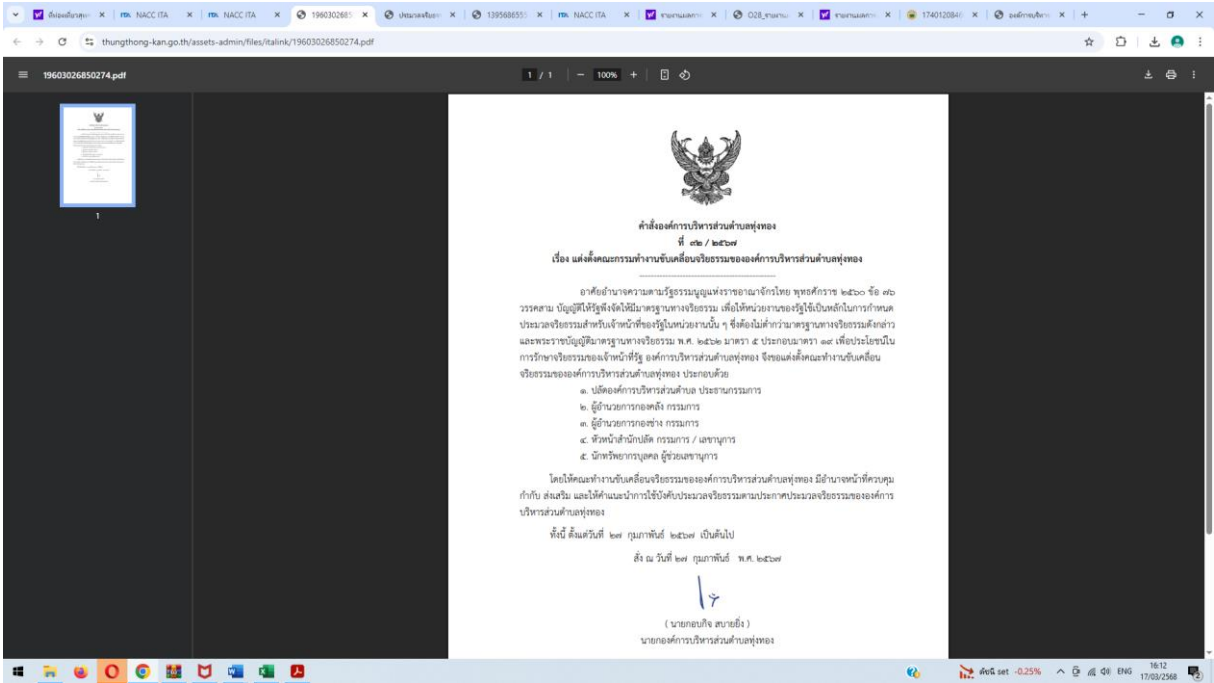 NACC ITA
NACC ITA
1960302685
1395686555
NACC ITA
1740120840
thungthong-kan.go.th/assets-admin/files/italink/19603026850274.pdf
19603026850274.pdf
1 / 1
100%
1
คำสั่งองค์การบริหารส่วนตำบลทุ่งทอง
ที่ ๙๒ / ๒๕๖๗
เรื่อง แต่งตั้งคณะกรรมทำงานขับเคลื่อนจริยธรรมขององค์การบริหารส่วนตำบลทุ่งทอง
อาศัยอำนาจความตามรัฐธรรมนูญแห่งราชอาณาจักรไทย พุทธศักราช ๒๕๖๐ ข้อ ๗๖
วรรคสาม บัญญัติให้รัฐพึงจัดให้มีมาตรฐานทางจริยธรรม เพื่อให้หน่วยงานของรัฐใช้เป็นหลักในการกำหนด
ประมวลจริยธรรมสำหรับเจ้าหน้าที่ของรัฐในหน่วยงานนั้น ๆ ซึ่งต้องไม่ต่ำกว่ามาตรฐานทางจริยธรรมดังกล่าว
และพระราชบัญญัติมาตรฐานทางจริยธรรม พ.ศ. ๒๕๖๒ มาตรา ๕ ประกอบมาตรา ๑๙ เพื่อประโยชน์ใน
การรักษาจริยธรรมของเจ้าหน้าที่รัฐ องค์การบริหารส่วนตำบลทุ่งทอง จึงขอแต่งตั้งคณะทำงานขับเคลื่อน
จริยธรรมขององค์การบริหารส่วนตำบลทุ่งทอง ประกอบด้วย
๑. ปลัดองค์การบริหารส่วนตำบล ประธานกรรมการ
๒. ผู้อำนวยการกองคลัง กรรมการ
๓. ผู้อำนวยการกองช่าง กรรมการ
๔. หัวหน้าสำนักปลัด กรรมการ / เลขานุการ
๕. นักทรัพยากรบุคคล ผู้ช่วยเลขานุการ
โดยให้คณะทำงานขับเคลื่อนจริยธรรมขององค์การบริหารส่วนตำบลทุ่งทอง มีอำนาจหน้าที่ควบคุม
กำกับ ส่งเสริม และให้คำแนะนำการใช้บังคับประมวลจริยธรรมตามประกาศประมวลจริยธรรมขององค์การ
บริหารส่วนตำบลทุ่งทอง
ทั้งนี้ ตั้งแต่วันที่ ๒๗ กุมภาพันธ์ ๒๕๖๗ เป็นต้นไป
สั่ง ณ วันที่ ๒๗ กุมภาพันธ์ พ.ศ. ๒๕๖๗
( นายกอบกิจ สบายยิ่ง )
นายกองค์การบริหารส่วนตำบลทุ่งทอง
ดัชนี set -0.25%
ENG
16:12
17/03/2568